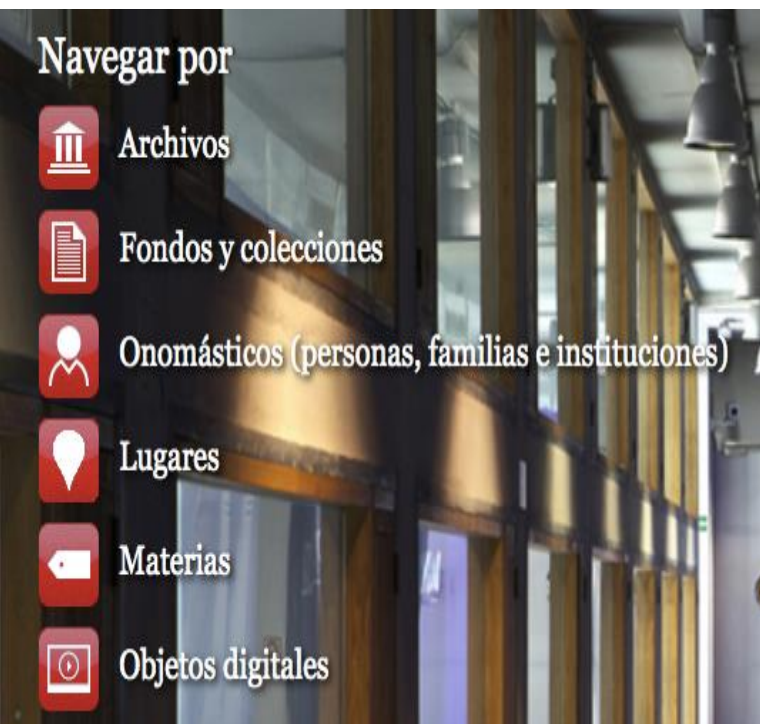 Navegar por
Archivos
Fondos y colecciones
Onomásticos (personas, familias e instituciones)
Lugares
Materias
Objetos digitales